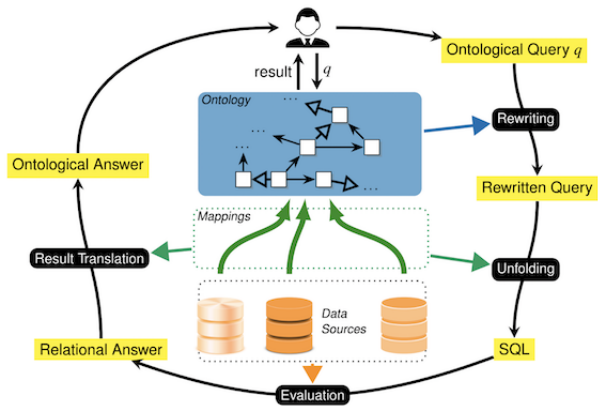 Ontological Query q
result
q
Ontology
...
...
Rewriting
...
Ontological Answer
...
Rewritten Query
Mappings
Result Translation
Unfolding
Data
Sources
Relational Answer
SQL
Evaluation